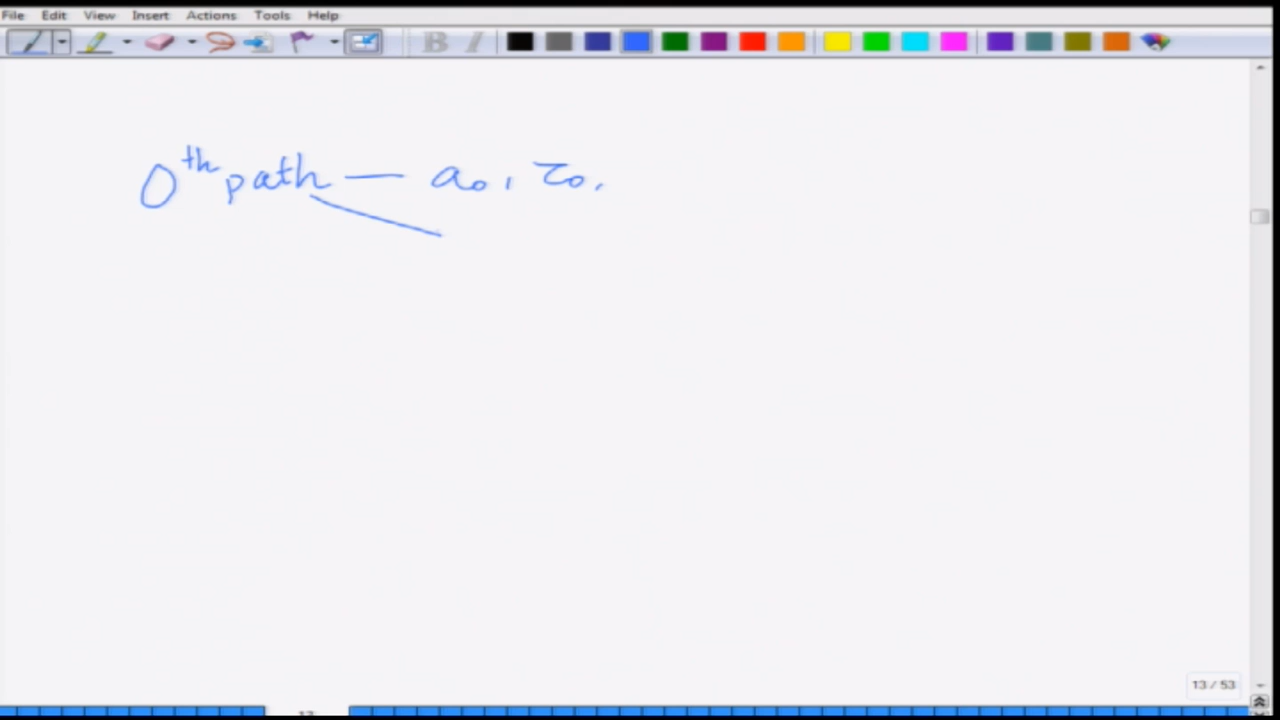 File Edit View Insert Actions Tools Help
B I
0th path — a0, τ0,
13 / 53